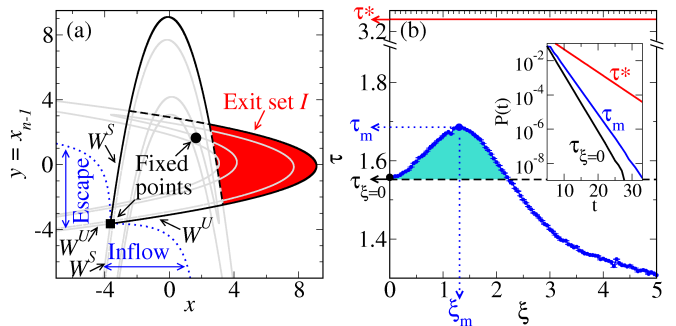 (a)
y = x_{n-1}
8
4
0
-4
-4
0
4
8
x
Exit set I
W^S
Fixed
points
W^U
Escape
W^U
W^S
Inflow
(b)
τ*
3.2
1.8
τ_m
1.6
τ_{ξ=0}
1.4
τ
0
1
2
3
4
5
ξ_m
ξ
P(t)
10^{-2}
10^{-4}
10^{-6}
10^{-8}
10
20
30
t
τ*
τ_m
τ_{ξ=0}